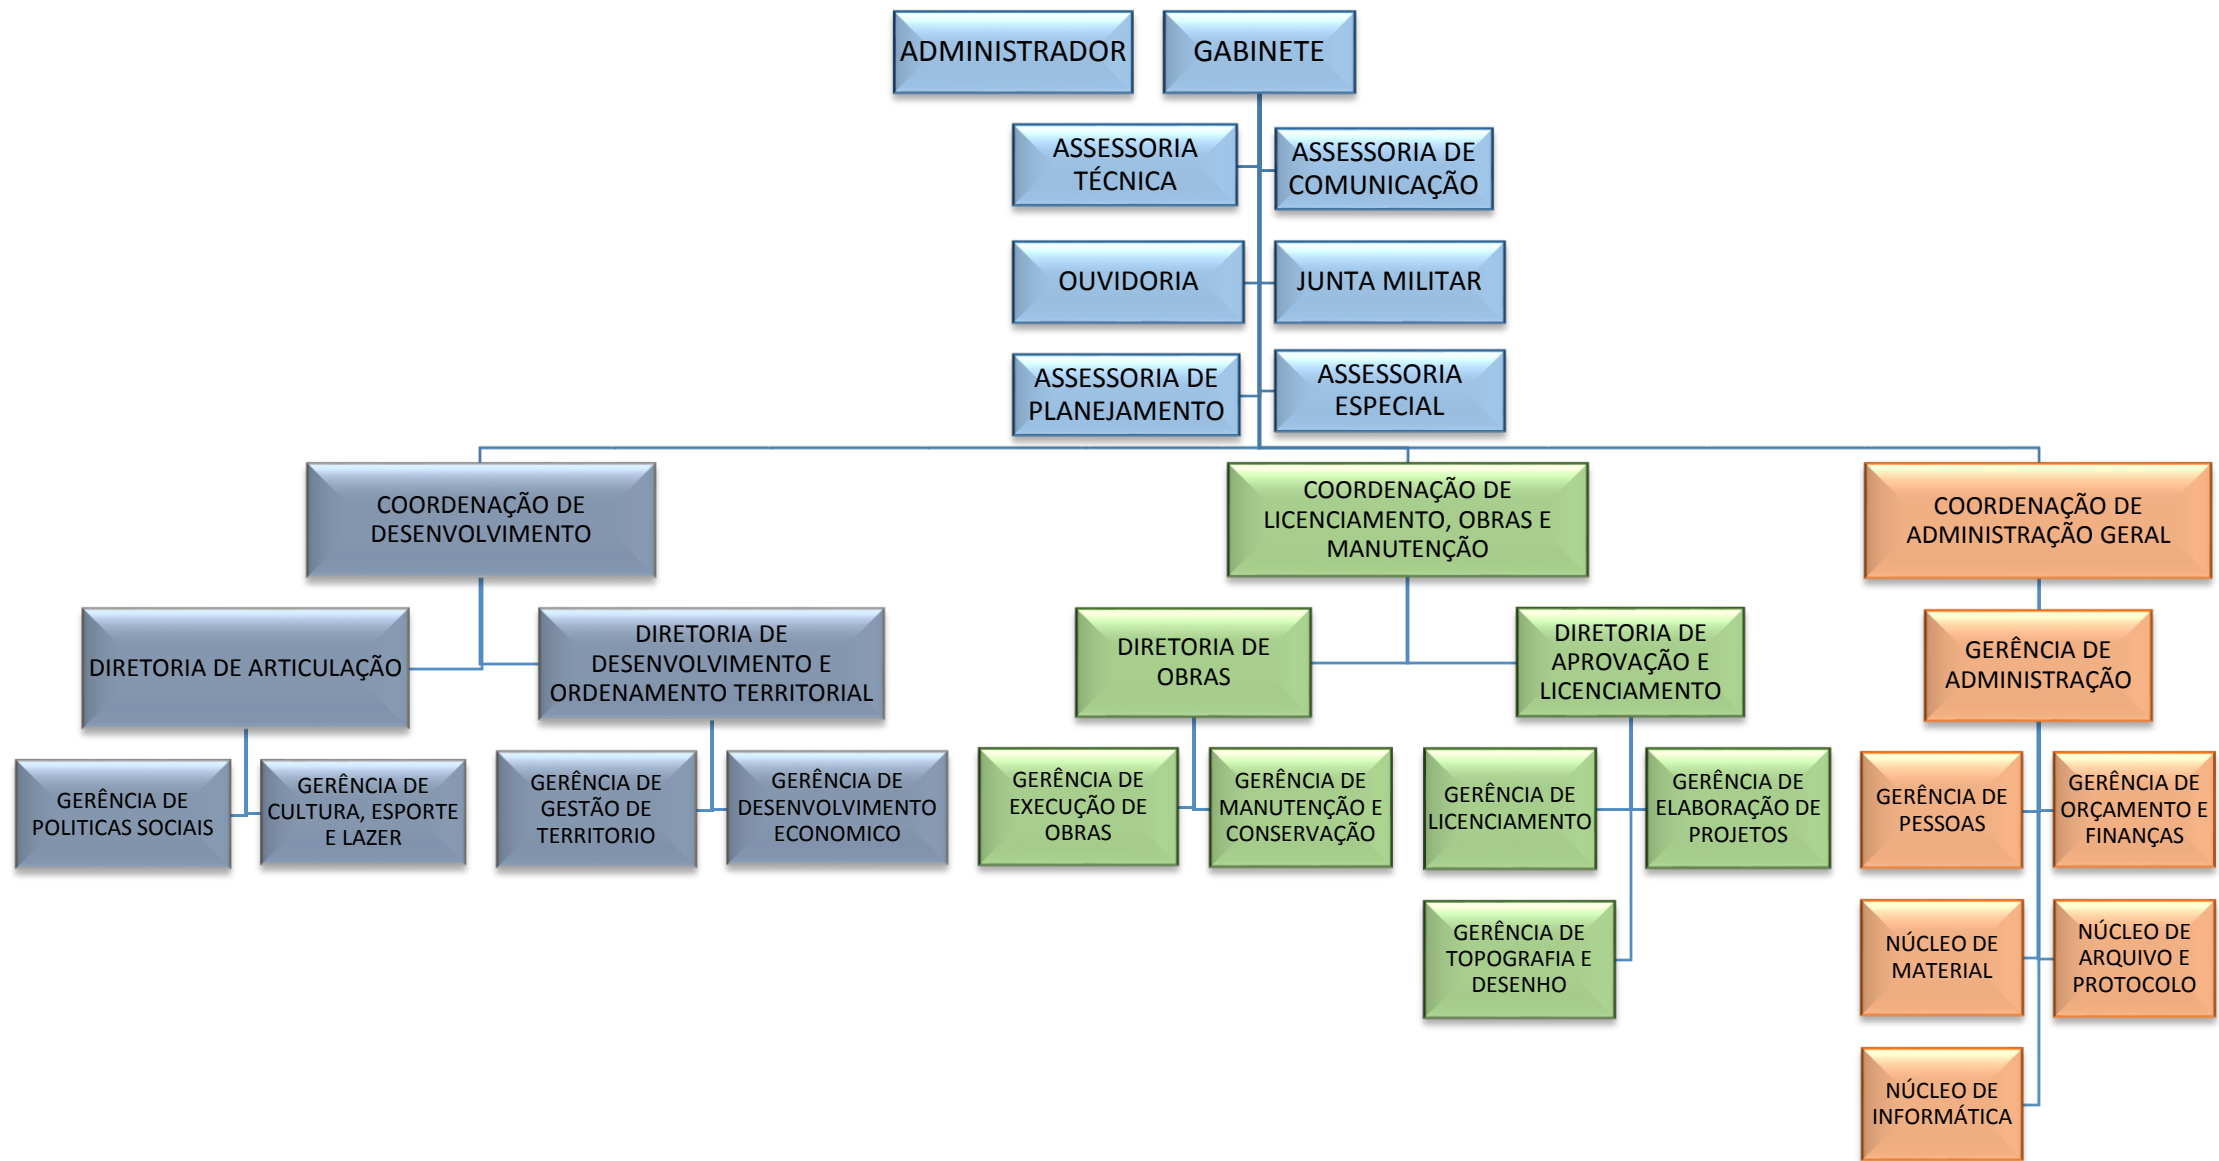 ADMINISTRADOR
GABINETE
ASSESSORIA
TÉCNICA
ASSESSORIA DE
COMUNICAÇÃO
OUVIDORIA
JUNTA MILITAR
ASSESSORIA DE
PLANEJAMENTO
ASSESSORIA
ESPECIAL
COORDENAÇÃO DE
DESENVOLVIMENTO
COORDENAÇÃO DE
LICENCIAMENTO, OBRAS E
MANUTENÇÃO
COORDENAÇÃO DE
ADMINISTRAÇÃO GERAL
DIRETORIA DE ARTICULAÇÃO
DIRETORIA DE
DESENVOLVIMENTO E
ORDENAMENTO TERRITORIAL
DIRETORIA DE
OBRAS
DIRETORIA DE
APROVAÇÃO E
LICENCIAMENTO
GERÊNCIA DE
ADMINISTRAÇÃO
GERÊNCIA DE
POLITICAS SOCIAIS
GERÊNCIA DE
CULTURA, ESPORTE
E LAZER
GERÊNCIA DE
GESTÃO DE
TERRITORIO
GERÊNCIA DE
DESENVOLVIMENTO
ECONOMICO
GERÊNCIA DE
EXECUÇÃO DE
OBRAS
GERÊNCIA DE
MANUTENÇÃO E
CONSERVAÇÃO
GERÊNCIA DE
LICENCIAMENTO
GERÊNCIA DE
ELABORAÇÃO DE
PROJETOS
GERÊNCIA DE
PESSOAS
GERÊNCIA DE
ORÇAMENTO E
FINANÇAS
GERÊNCIA DE
TOPOGRAFIA E
DESENHO
NÚCLEO DE
MATERIAL
NÚCLEO DE
ARQUIVO E
PROTOCOLO
NÚCLEO DE
INFORMÁTICA